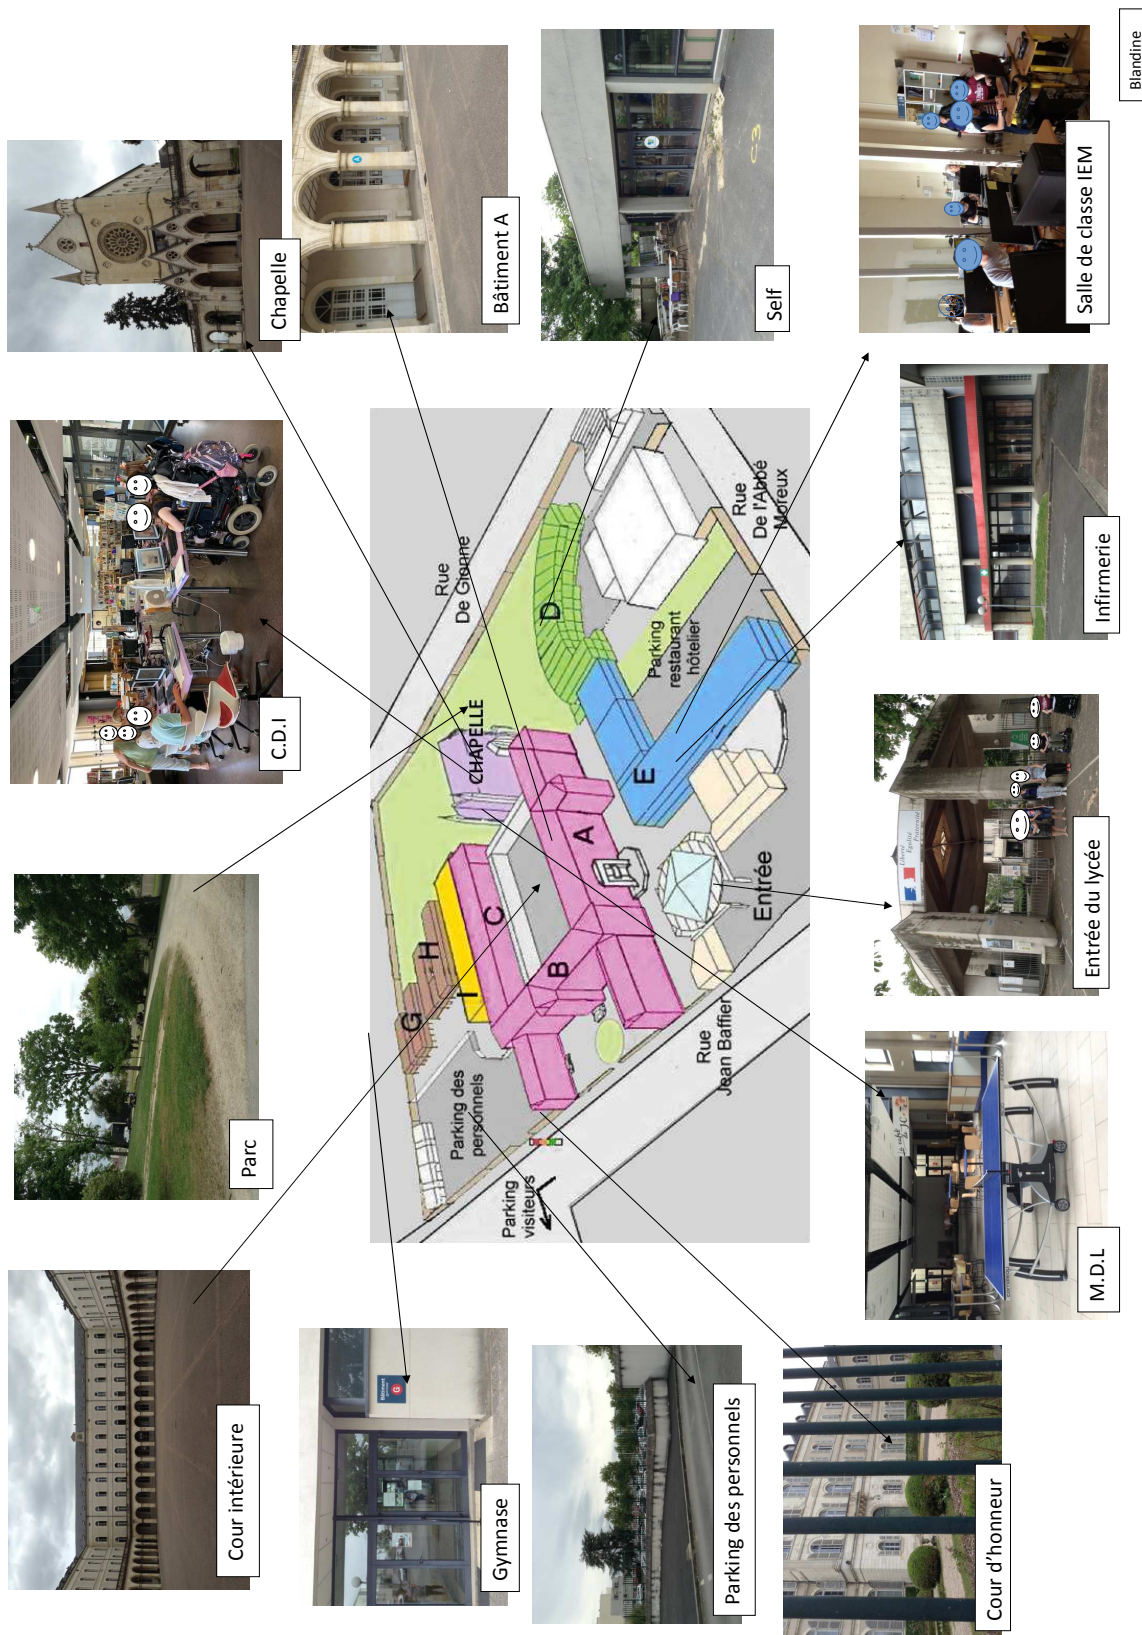 Cour intérieure
Parc
C.D.I
Chapelle
Bâtiment A
Gymnase
Bâtiment
G
A
Self
C3
Parking des personnels
Cour d'honneur
M.D.L
Entrée du lycée
Liberté
Égalité
Fraternité
Infirmerie
Salle de classe IEM
Blandine
Rue
De Gionne
CHAPELLE
D
G
H
I
C
B
A
E
Parking des
personnels
Parking
visiteurs
Rue
Jean Baffier
Entrée
Parking
restaurant
hôtelier
Rue
De l'Abbé
Moreux